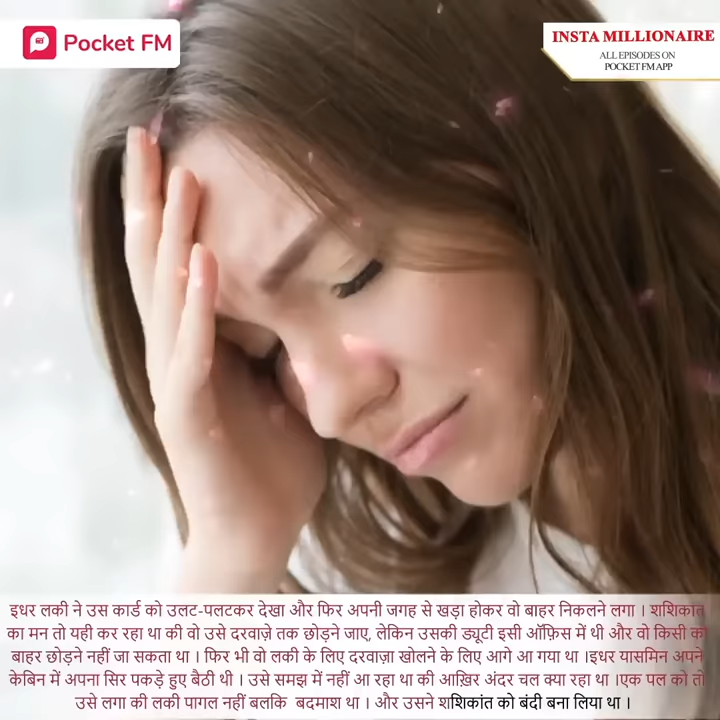 Pocket FM
INSTA MILLIONAIRE
ALL EPISODES ON
POCKET FM APP
इधर लकी ने उस कार्ड को उलट-पलटकर देखा और फिर अपनी जगह से खड़ा होकर वो बाहर निकलने लगा । शशिकांत
का मन तो यही कर रहा था की वो उसे दरवाज़े तक छोड़ने जाए, लेकिन उसकी ड्यूटी इसी ऑफ़िस में थी और वो किसी को
बाहर छोड़ने नहीं जा सकता था । फिर भी वो लकी के लिए दरवाज़ा खोलने के लिए आगे आ गया था ।इधर यासमिन अपने
केबिन में अपना सिर पकड़े हुए बैठी थी । उसे समझ में नहीं आ रहा था की आख़िर अंदर चल क्या रहा था ।एक पल को तो
उसे लगा की लकी पागल नहीं बलकि बदमाश था । और उसने शशिकांत को बंदी बना लिया था ।